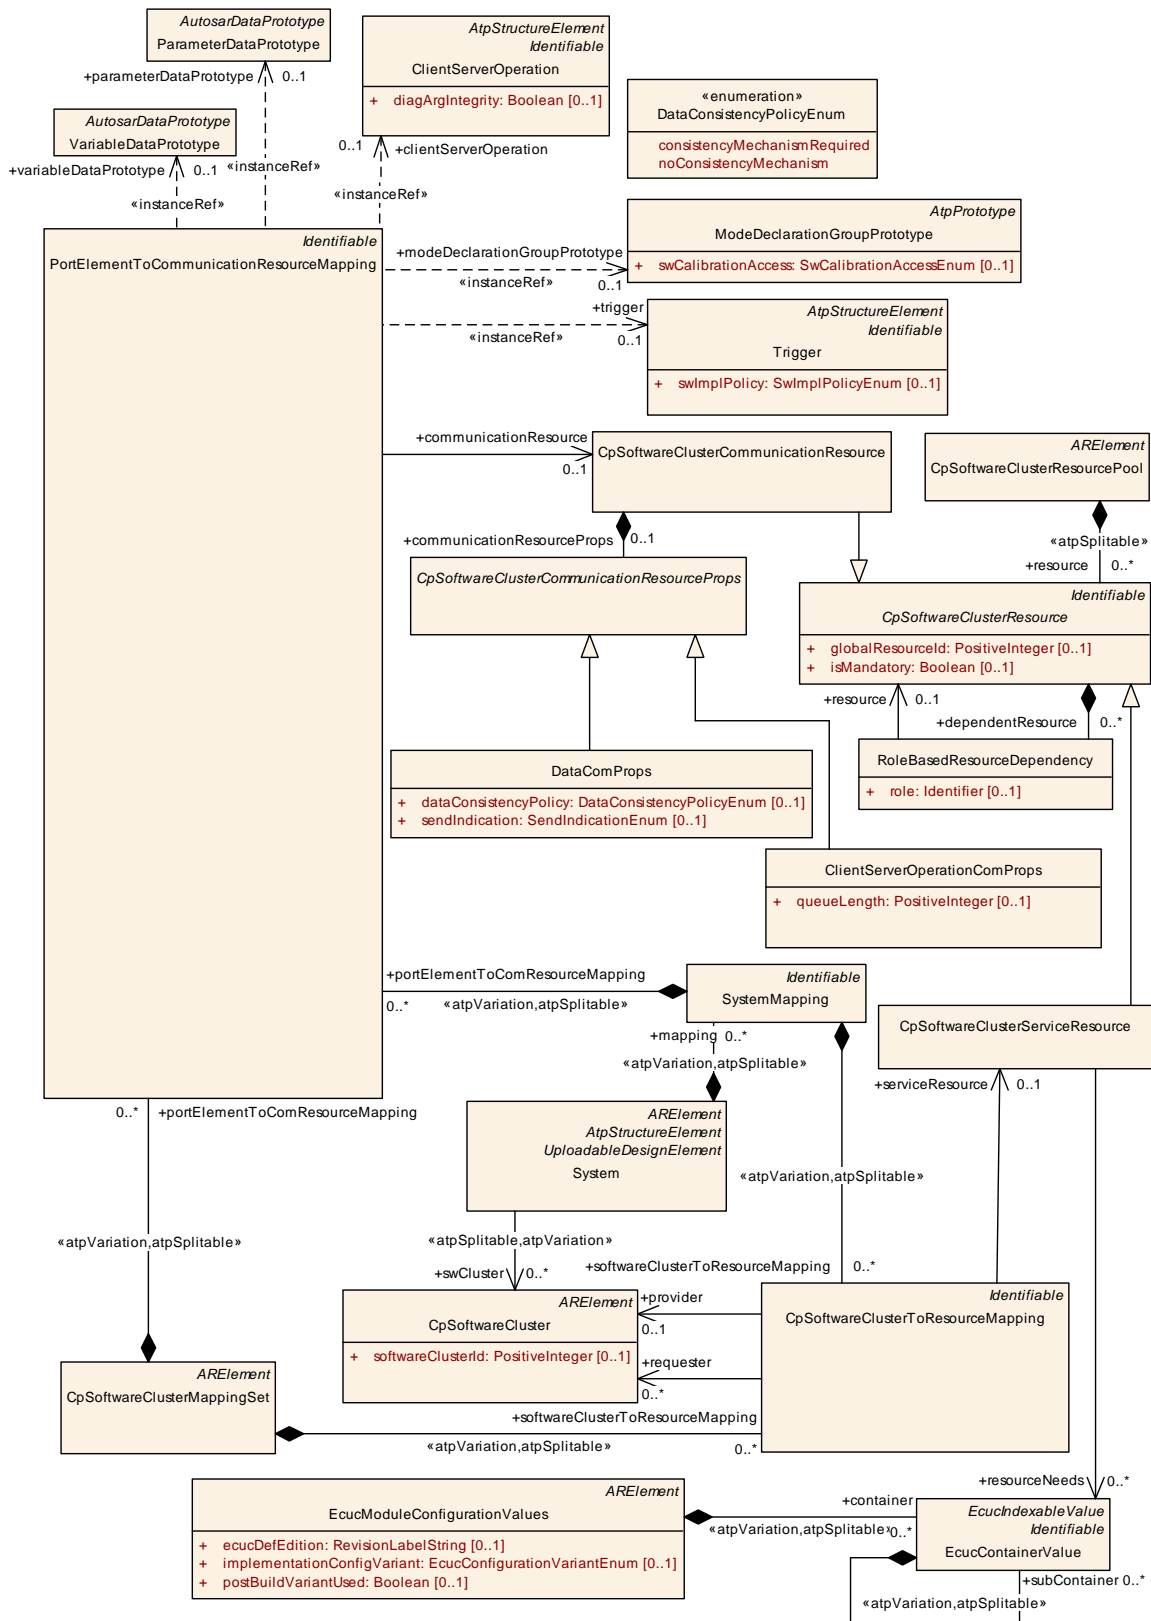 AutosarDataPrototype
ParameterDataPrototype
+parameterDataPrototype
0..1
AtpStructureElement
Identifiable
ClientServerOperation
+ diagArgIntegrity: Boolean [0..1]
«enumeration»
DataConsistencyPolicyEnum
consistencyMechanismRequired
noConsistencyMechanism
AutosarDataPrototype
VariableDataPrototype
+variableDataPrototype
0..1
«instanceRef»
«instanceRef»
0..1
+clientServerOperation
«instanceRef»
Identifiable
PortElementToCommunicationResourceMapping
+modeDeclarationGroupPrototype
«instanceRef»
0..1
AtpPrototype
ModeDeclarationGroupPrototype
+ swCalibrationAccess: SwCalibrationAccessEnum [0..1]
+trigger
«instanceRef»
0..1
AtpStructureElement
Identifiable
Trigger
+ swImplPolicy: SwImplPolicyEnum [0..1]
+communicationResource
0..1
CpSoftwareClusterCommunicationResource
ARElement
CpSoftwareClusterResourcePool
+communicationResourceProps
0..1
«atpSplitable»
+resource
0..*
CpSoftwareClusterCommunicationResourceProps
Identifiable
CpSoftwareClusterResource
+ globalResourceId: PositiveInteger [0..1]
+ isMandatory: Boolean [0..1]
+resource
0..1
+dependentResource
0..*
RoleBasedResourceDependency
+ role: Identifier [0..1]
DataComProps
+ dataConsistencyPolicy: DataConsistencyPolicyEnum [0..1]
+ sendIndication: SendIndicationEnum [0..1]
ClientServerOperationComProps
+ queueLength: PositiveInteger [0..1]
+portElementToComResourceMapping
0..*
«atpVariation,atpSplitable»
Identifiable
SystemMapping
+mapping
0..*
«atpVariation,atpSplitable»
CpSoftwareClusterServiceResource
+serviceResource
0..1
0..*
+portElementToComResourceMapping
ARElement
AtpStructureElement
UploadableDesignElement
System
«atpVariation,atpSplitable»
«atpVariation,atpSplitable»
«atpSplitable,atpVariation»
+swCluster
0..*
+softwareClusterToResourceMapping
0..*
ARElement
CpSoftwareCluster
+ softwareClusterId: PositiveInteger [0..1]
+provider
0..1
+requester
0..*
Identifiable
CpSoftwareClusterToResourceMapping
ARElement
CpSoftwareClusterMappingSet
+softwareClusterToResourceMapping
«atpVariation,atpSplitable»
0..*
+resourceNeeds
0..*
ARElement
EcucModuleConfigurationValues
+ ecucDefEdition: RevisionLabelString [0..1]
+ implementationConfigVariant: EcucConfigurationVariantEnum [0..1]
+ postBuildVariantUsed: Boolean [0..1]
+container
«atpVariation,atpSplitable»
0..*
EcucIndexableValue
Identifiable
EcucContainerValue
+subContainer 0..*
«atpVariation,atpSplitable»